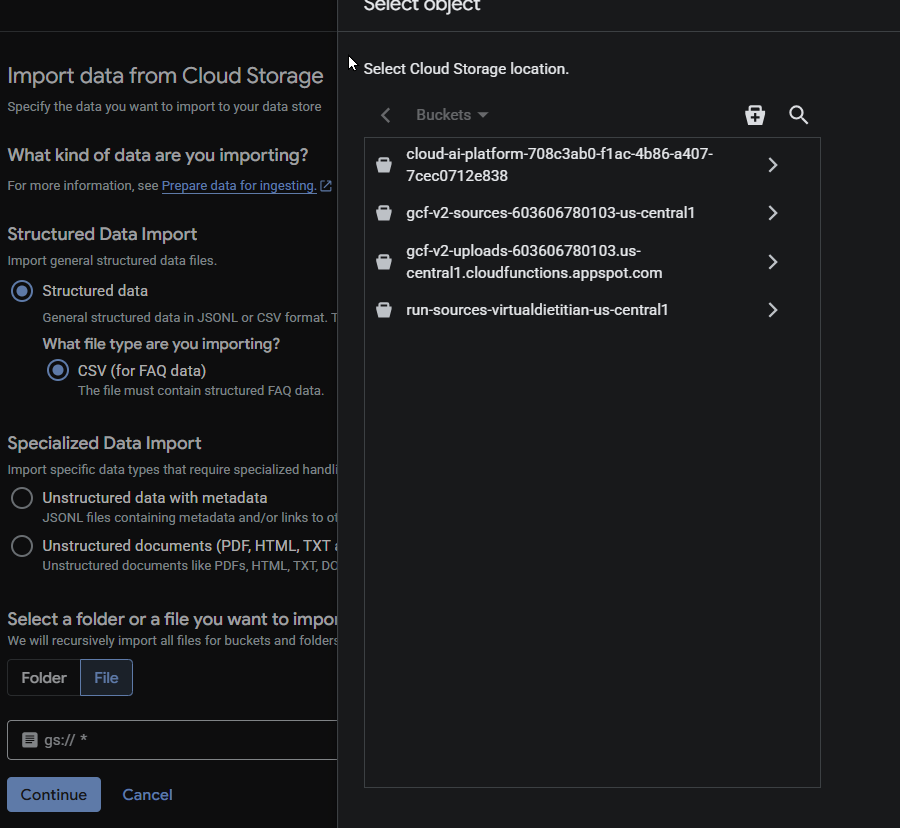 Import data from Cloud Storage
Specify the data you want to import to your data store
What kind of data are you importing?
For more information, see Prepare data for ingesting.
Structured Data Import
Import general structured data files.
Structured data
General structured data in JSONL or CSV format. T
What file type are you importing?
CSV (for FAQ data)
The file must contain structured FAQ data.
Specialized Data Import
Import specific data types that require specialized handli
Unstructured data with metadata
JSONL files containing metadata and/or links to ot
Unstructured documents (PDF, HTML, TXT a
Unstructured documents like PDFs, HTML, TXT, DO
Select a folder or a file you want to impor
We will recursively import all files for buckets and folders
Folder
File
gs:// *
Continue
Cancel
Select object
Select Cloud Storage location.
Buckets
cloud-ai-platform-708c3ab0-f1ac-4b86-a407-
7cec0712e838
gcf-v2-sources-603606780103-us-central1
gcf-v2-uploads-603606780103.us-
central1.cloudfunctions.appspot.com
run-sources-virtualdietitian-us-central1